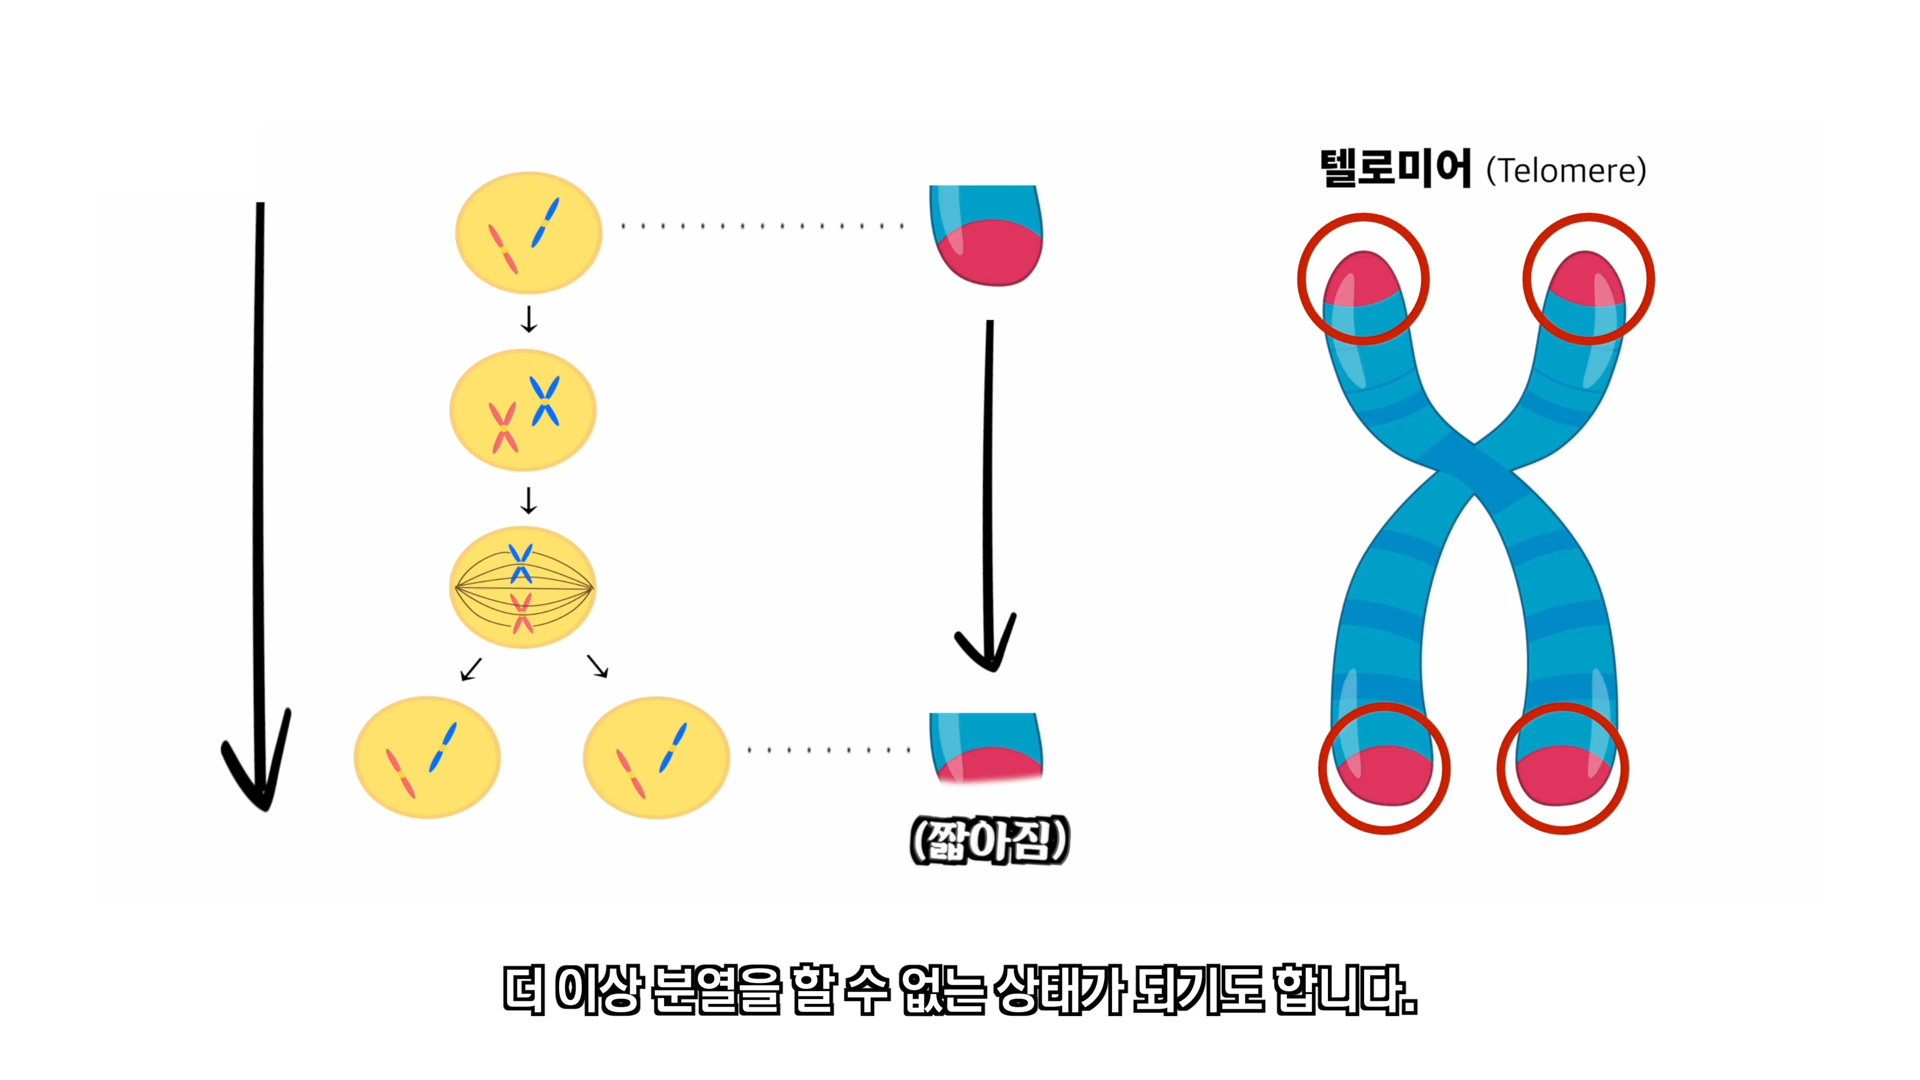 텔로미어 (Telomere)
(짧아짐)
더 이상 분열을 할 수 없는 상태가 되기도 합니다.